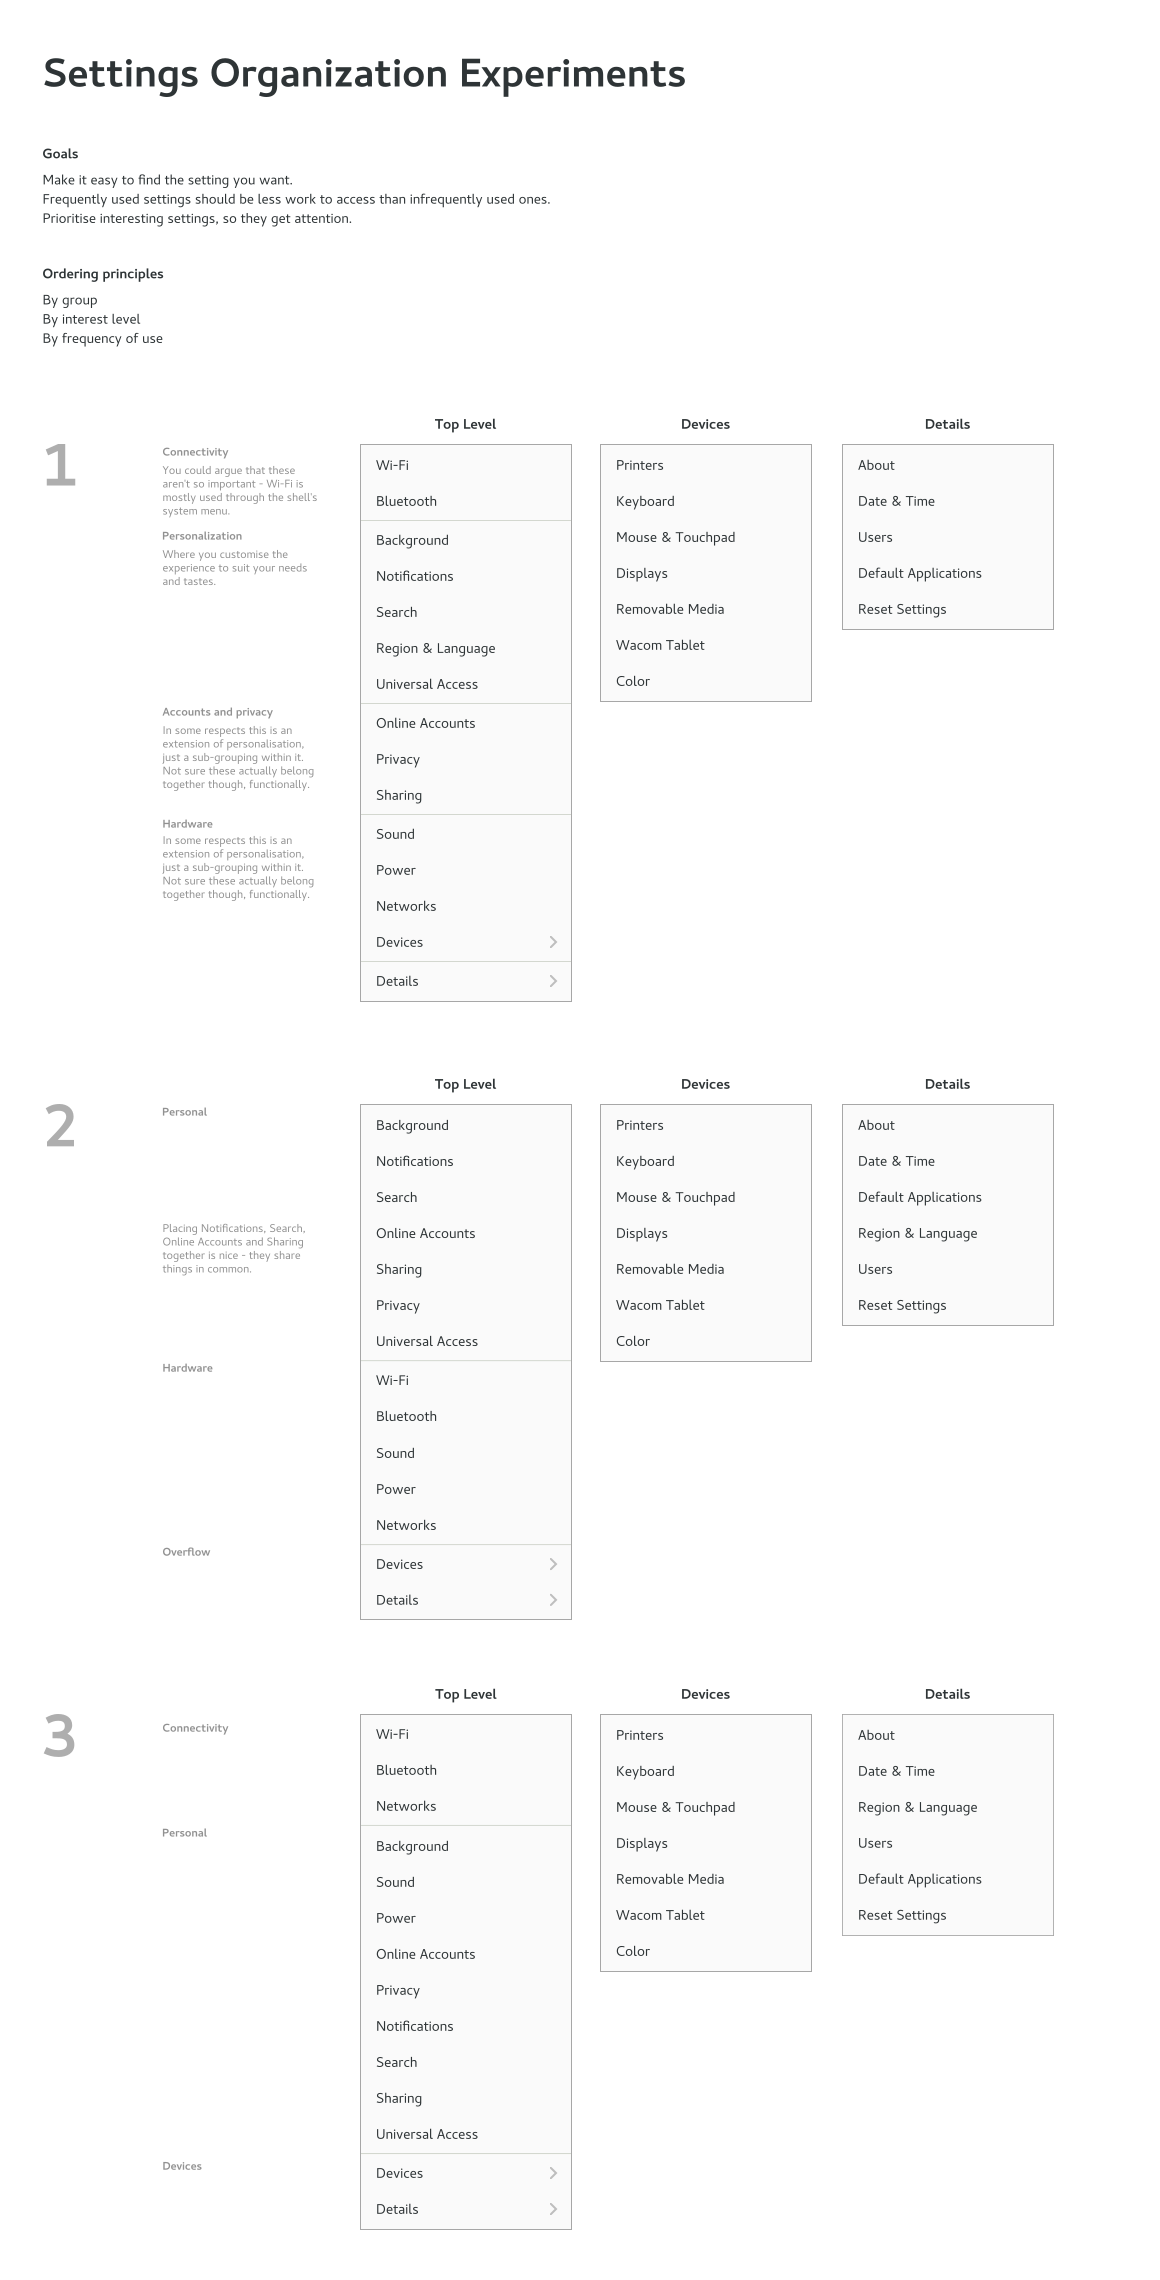 Settings Organization Experiments
Goals
Make it easy to find the setting you want.
Frequently used settings should be less work to access than infrequently used ones.
Prioritise interesting settings, so they get attention.
Ordering principles
By group
By interest level
By frequency of use
1
Connectivity
You could argue that these
aren't so important - Wi-Fi is
mostly used through the shell's
system menu.
Personalization
Where you customise the
experience to suit your needs
and tastes.
Accounts and privacy
In some respects this is an
extension of personalisation,
just a sub-grouping within it.
Not sure these actually belong
together though, functionally.
Hardware
In some respects this is an
extension of personalisation,
just a sub-grouping within it.
Not sure these actually belong
together though, functionally.
Top Level
Wi-Fi
Bluetooth
Background
Notifications
Search
Region & Language
Universal Access
Online Accounts
Privacy
Sharing
Sound
Power
Networks
Devices
Details
Devices
Printers
Keyboard
Mouse & Touchpad
Displays
Removable Media
Wacom Tablet
Color
Details
About
Date & Time
Users
Default Applications
Reset Settings
2
Personal
Placing Notifications, Search,
Online Accounts and Sharing
together is nice - they share
things in common.
Hardware
Overflow
Top Level
Background
Notifications
Search
Online Accounts
Sharing
Privacy
Universal Access
Wi-Fi
Bluetooth
Sound
Power
Networks
Devices
Details
Devices
Printers
Keyboard
Mouse & Touchpad
Displays
Removable Media
Wacom Tablet
Color
Details
About
Date & Time
Default Applications
Region & Language
Users
Reset Settings
3
Connectivity
Personal
Devices
Top Level
Wi-Fi
Bluetooth
Networks
Background
Sound
Power
Online Accounts
Privacy
Notifications
Search
Sharing
Universal Access
Devices
Details
Devices
Printers
Keyboard
Mouse & Touchpad
Displays
Removable Media
Wacom Tablet
Color
Details
About
Date & Time
Region & Language
Users
Default Applications
Reset Settings